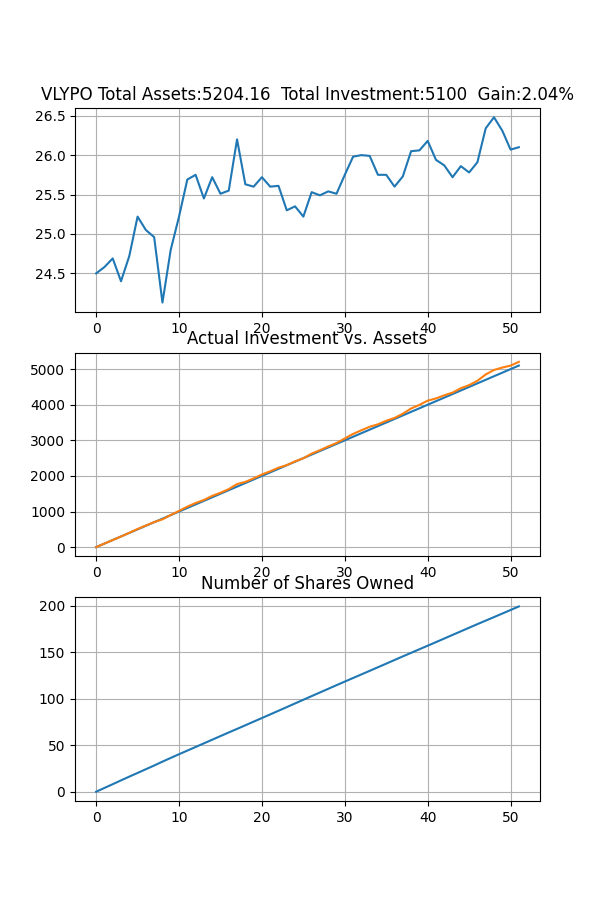 VLYPO Total Assets:5204.16  Total Investment:5100  Gain:2.04%
26.5
26.0
25.5
25.0
24.5
0 10 20 30 40 50
Actual Investment vs. Assets
5000
4000
3000
2000
1000
0
0 10 20 30 40 50
Number of Shares Owned
200
150
100
50
0
0 10 20 30 40 50